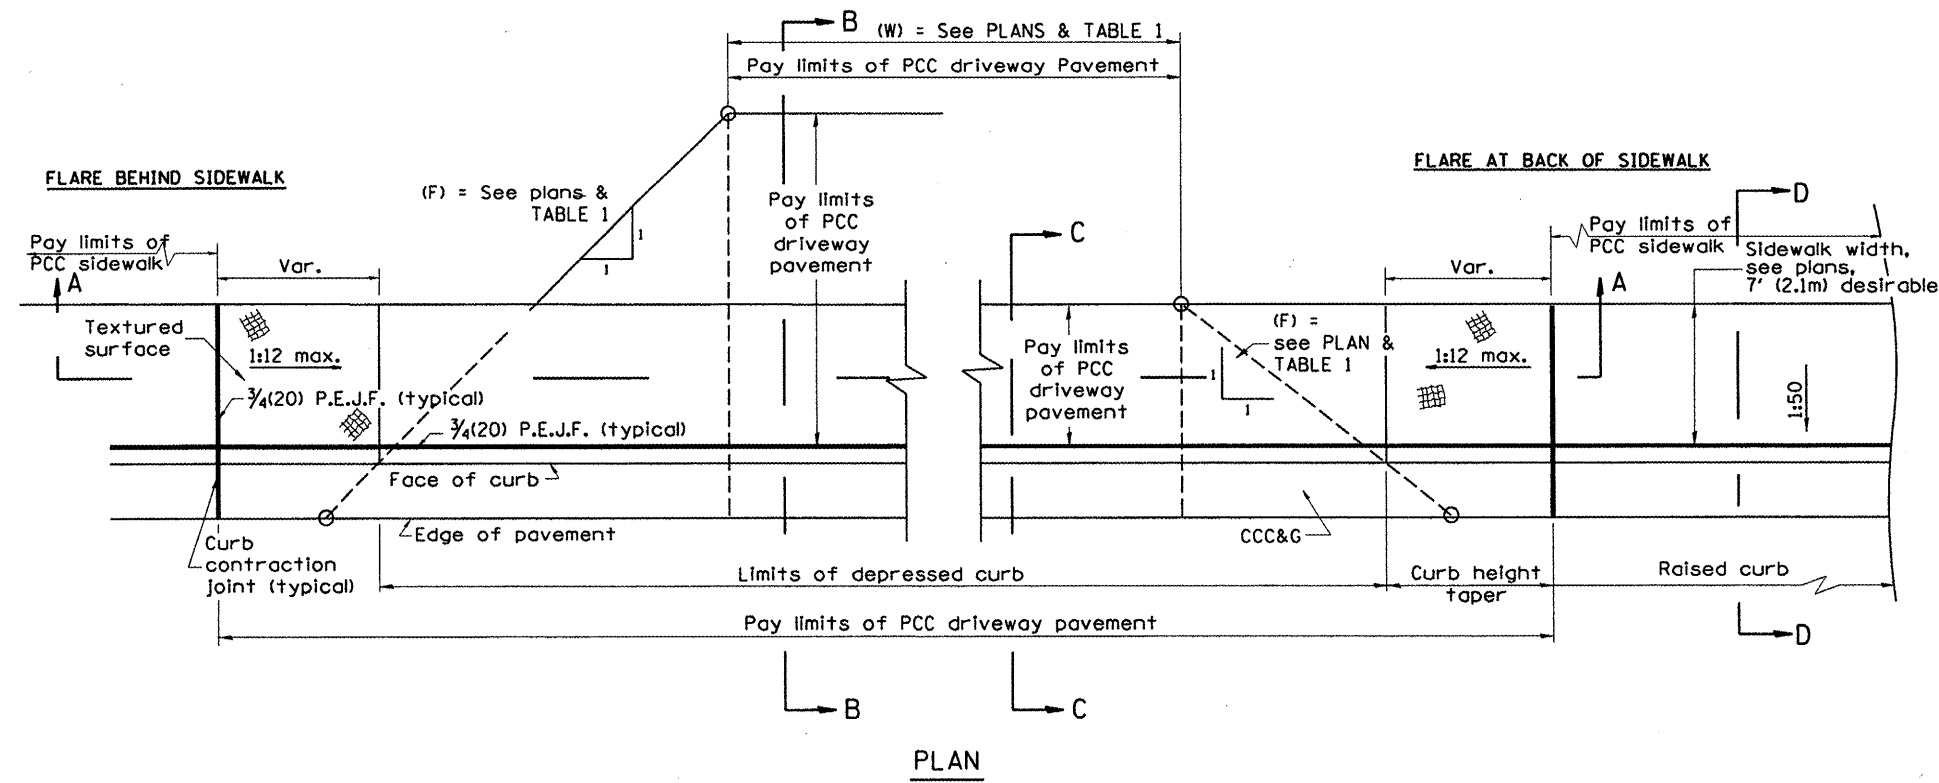 B
(W) = See PLANS & TABLE 1
Pay limits of PCC driveway Pavement
FLARE BEHIND SIDEWALK
FLARE AT BACK OF SIDEWALK
(F) = See plans &
TABLE 1
1
1
Pay limits
of PCC
driveway
pavement
C
D
Pay limits of
PCC sidewalk
A
Var.
Var.
Pay limits of
PCC sidewalk
A
Sidewalk width,
see plans,
7' (2.1m) desirable
Textured
surface
1:12 max.
3/4(20) P.E.J.F. (typical)
3/4(20) P.E.J.F. (typical)
Pay limits
of PCC
driveway
pavement
(F) =
see PLAN &
TABLE 1
1
1
1:12 max.
1:50
Face of curb
Edge of pavement
CCC&G
Curb
contraction
joint (typical)
Limits of depressed curb
Curb height
taper
Raised curb
Pay limits of PCC driveway pavement
D
B
C
PLAN